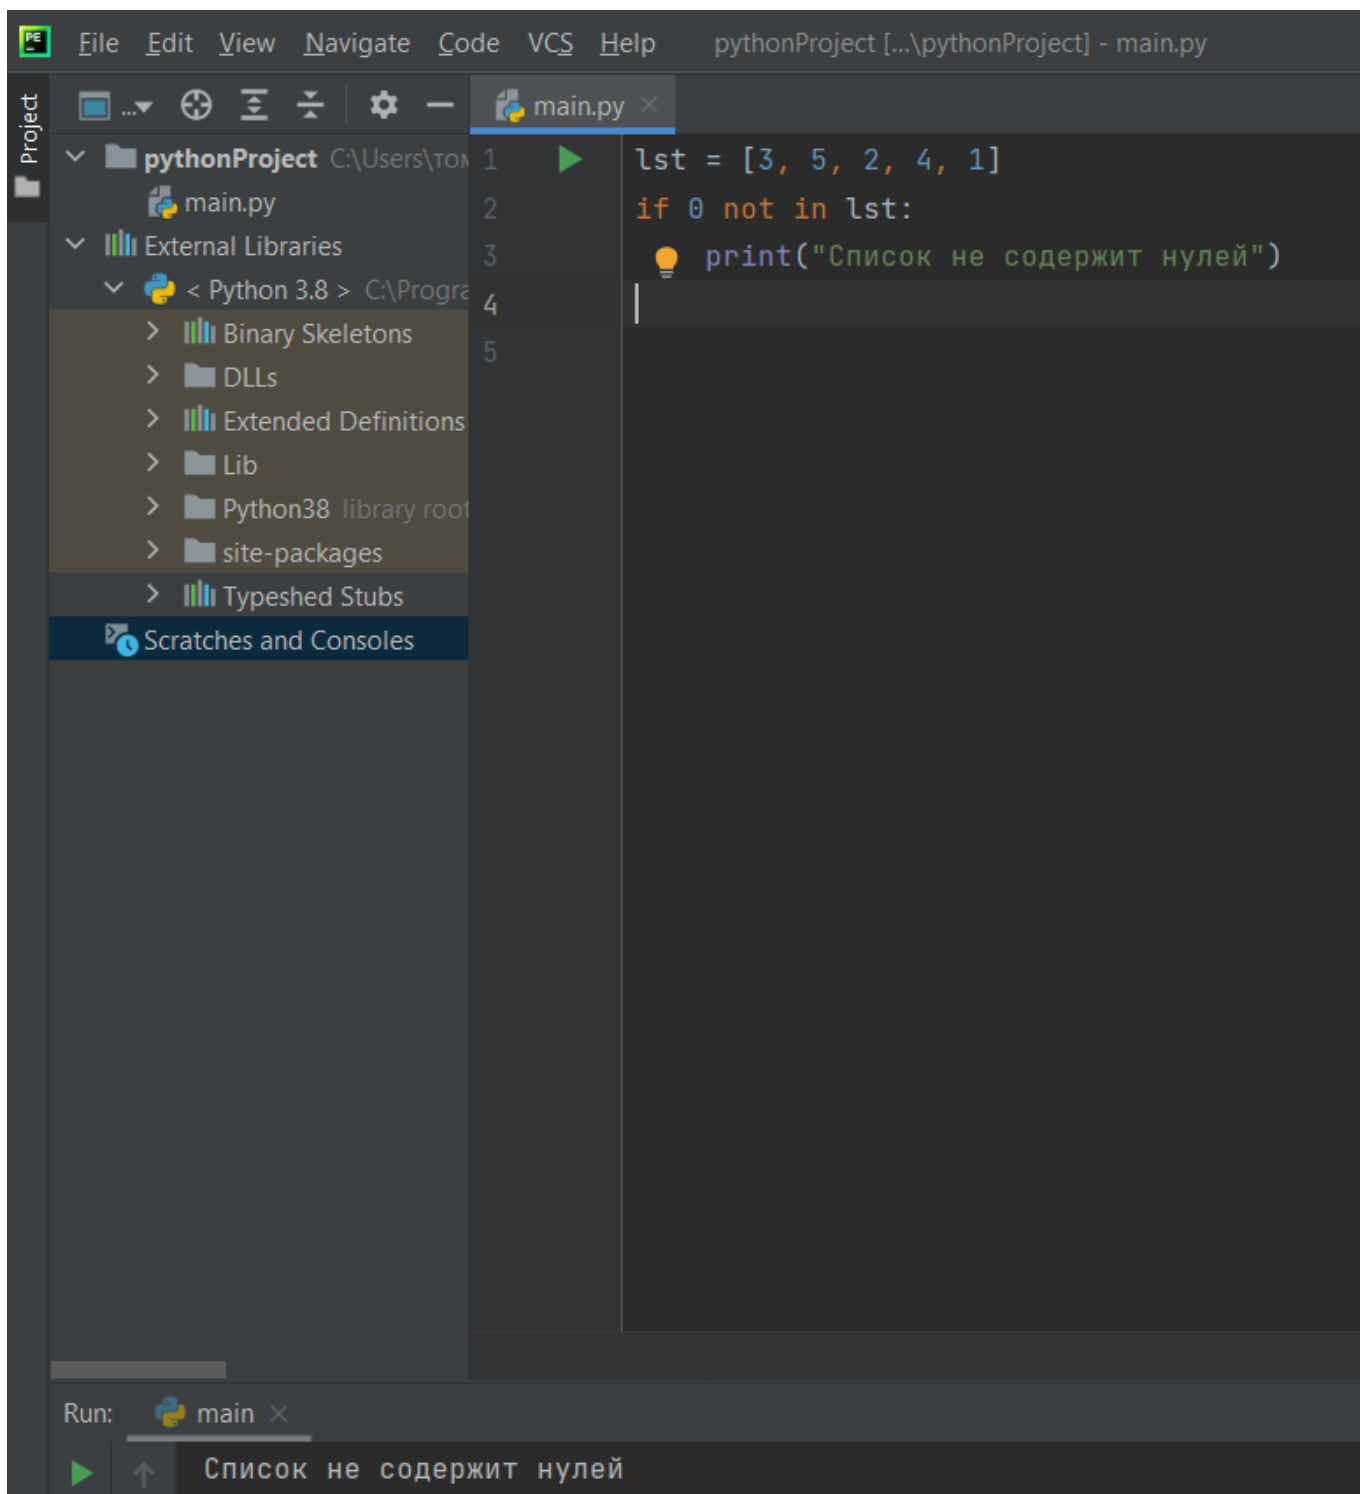 PE File Edit View Navigate Code VCS Help pythonProject [...\pythonProject] - main.py
Project
... main.py
pythonProject C:\Users\том
main.py
External Libraries
< Python 3.8 > C:\Progra
Binary Skeletons
DLLs
Extended Definitions
Lib
Python38 library root
site-packages
Typeshed Stubs
Scratches and Consoles
1 lst = [3, 5, 2, 4, 1]
2 if 0 not in lst:
3 print("Список не содержит нулей")
4
5
Run: main
Список не содержит нулей